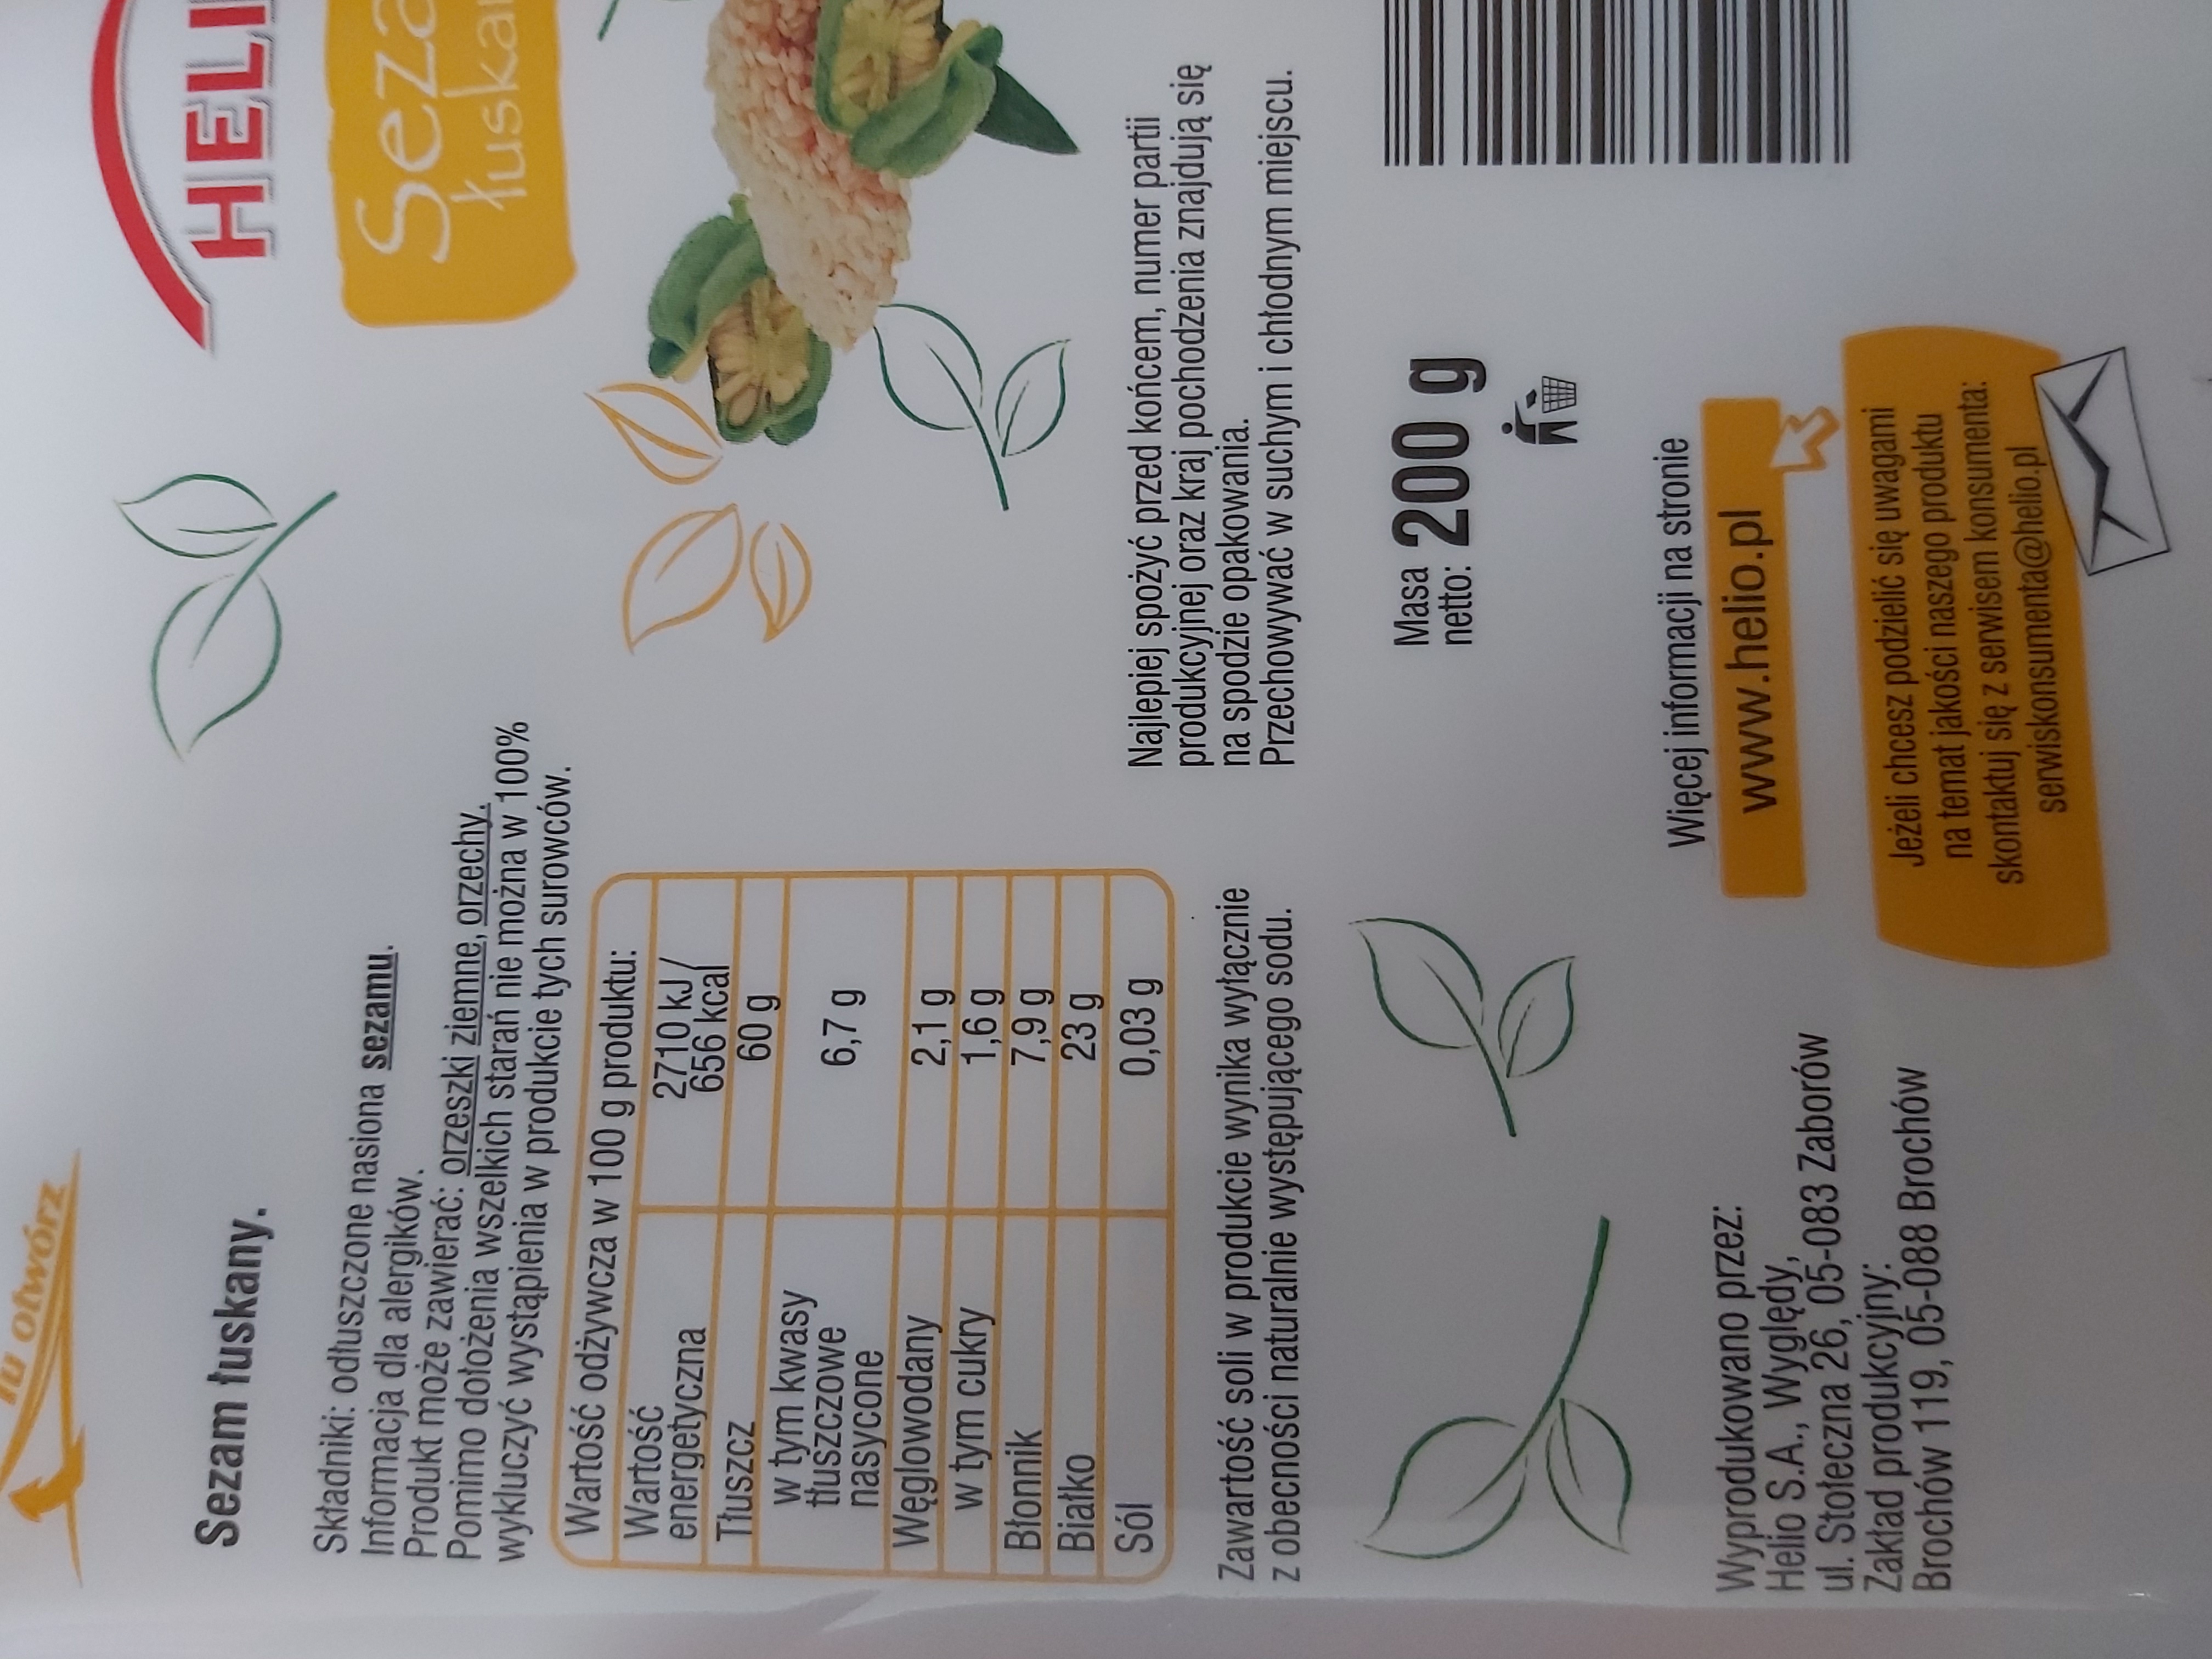 tu otwórz
Sezam łuskany.
Składniki: odtłuszczone nasiona sezamu.
Informacja dla alergików.
Produkt może zawierać: orzeszki ziemne, orzechy.
Pomimo dołożenia wszelkich starań nie można w 100%
wykluczyć wystąpienia w produkcie tych surowców.
Wartość odżywcza w 100 g produktu:
Wartość energetyczna 2710 kJ/ 656 kcal
Tłuszcz 60 g
w tym kwasy tłuszczowe nasycone 6,7 g
Węglowodany 2,1 g
w tym cukry 1,6 g
Błonnik 7,9 g
Białko 23 g
Sól 0,03 g
Zawartość soli w produkcie wynika wyłącznie
z obecności naturalnie występującego sodu.
Wyprodukowano przez:
Helio S.A., Wyględy,
ul. Stołeczna 26, 05-083 Zaborów
Zakład produkcyjny:
Brochów 119, 05-088 Brochów
HELI
Seza
łuska
Najlepiej spożyć przed końcem, numer partii
produkcyjnej oraz kraj pochodzenia znajdują się
na spodzie opakowania.
Przechowywać w suchym i chłodnym miejscu.
Masa
netto: 200 g
Więcej informacji na stronie
www.helio.pl
Jeżeli chcesz podzielić się uwagami
na temat jakości naszego produktu
skontaktuj się z serwisem konsumenta:
serwiskonsumenta@helio.pl